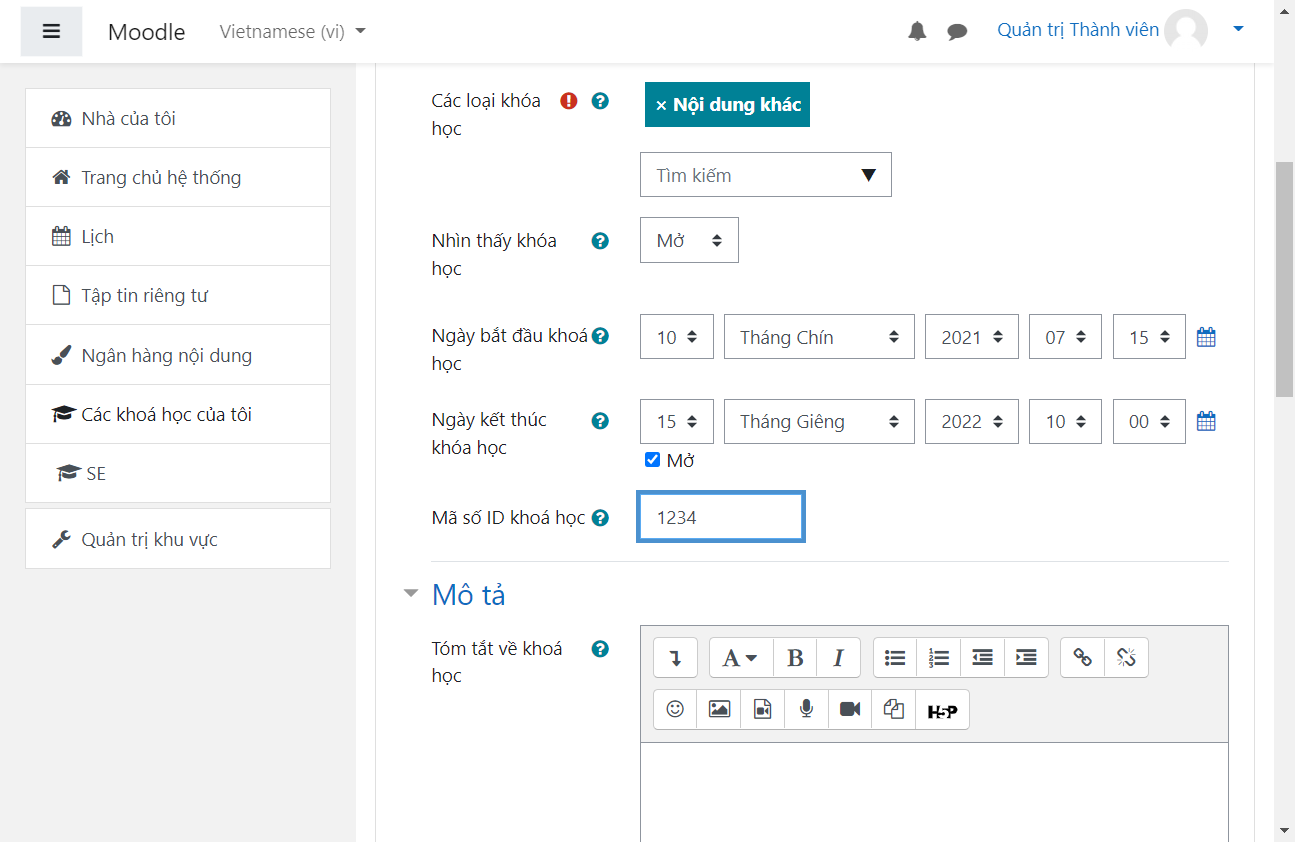 Moodle
Vietnamese (vi)
Quản trị Thành viên
Nhà của tôi
Trang chủ hệ thống
Lịch
Tập tin riêng tư
Ngân hàng nội dung
Các khoá học của tôi
SE
Quản trị khu vực
Các loại khóa
học
× Nội dung khác
Tìm kiếm
Nhìn thấy khóa
học
Mở
Ngày bắt đầu khoá
học
10 Tháng Chín 2021 07 15
Ngày kết thúc
khóa học
15 Tháng Giêng 2022 10 00
Mở
Mã số ID khoá học
1234
Mô tả
Tóm tắt về khoá
học
A B I
H5P